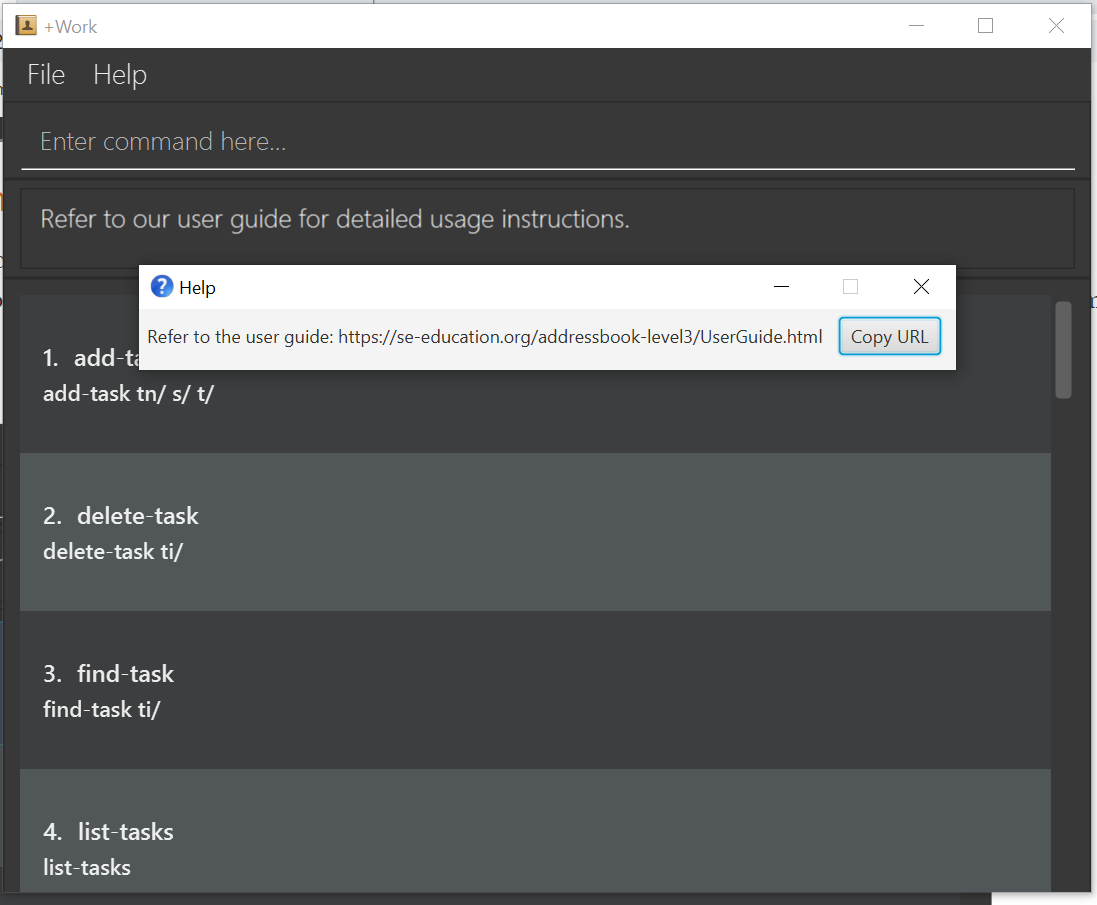 +Work
File Help
Enter command here...
Refer to our user guide for detailed usage instructions.
Help
Refer to the user guide: https://se-education.org/addressbook-level3/UserGuide.html Copy URL
1. add-ta
add-task tn/ s/ t/
2. delete-task
delete-task ti/
3. find-task
find-task ti/
4. list-tasks
list-tasks